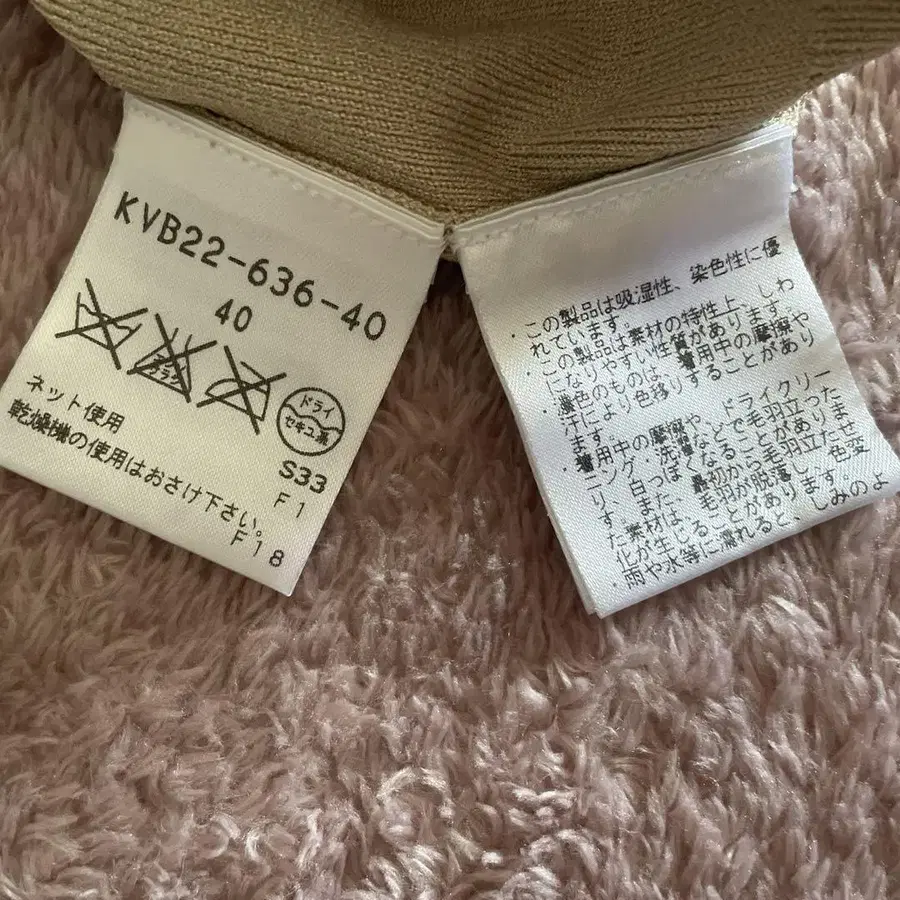 KVB22-636-40
40
エンソ
サラシ
ドライ
セキユ系
S33
ネット使用
F1
乾燥機の使用はおさけ下さい。
F18
・この製品は吸湿性、染色性に優
れています。
・この製品は素材の特性上、しわ
になりやすい性質があります。
・濃色のものは、着用中の摩擦や
汗により色移りすることがあり
ます。
・着用中の摩擦や、ドライクリー
ニング・洗濯などで毛羽立ったま
り、白っぽくなることがありま
す。また、最初から毛羽立たせ
た素材は、毛羽が脱落し、色変
化が生じることがあります。
・雨や水等に濡れると、しみのよ